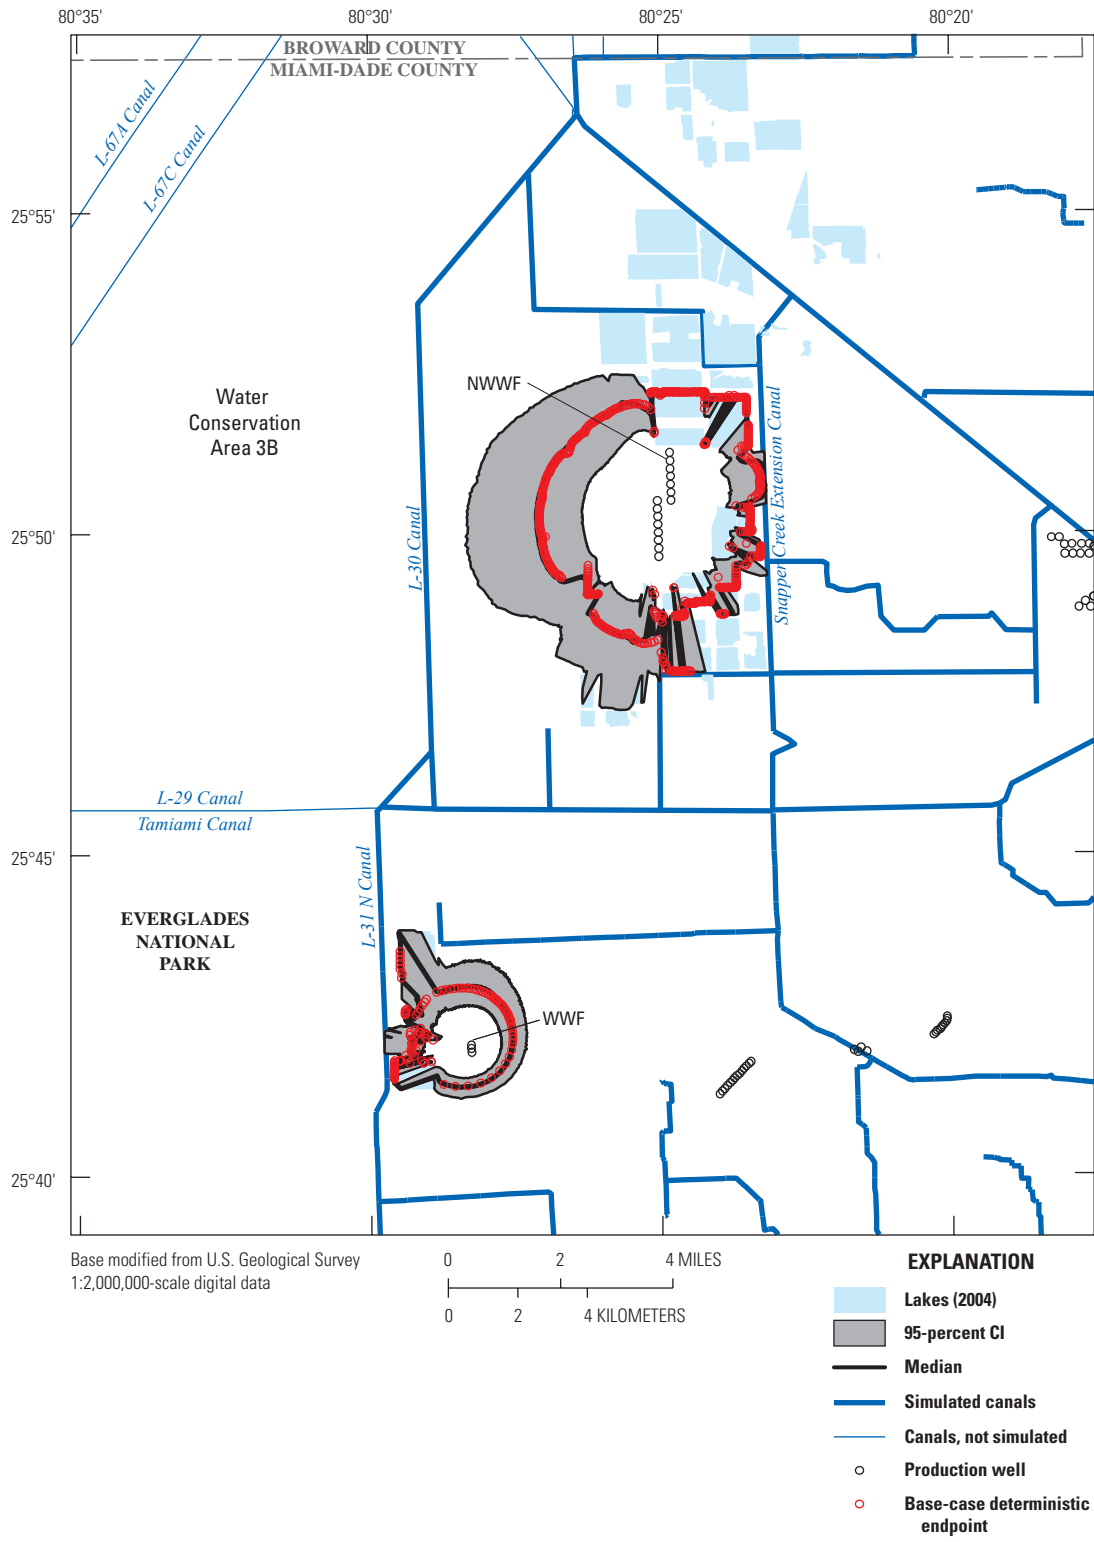 80°35'
80°30'
80°25'
80°20'
BROWARD COUNTY
MIAMI-DADE COUNTY
L-67A Canal
L-67C Canal
25°55'
NWWF
Water
Conservation
Area 3B
Snapper Creek Extension Canal
L-30 Canal
25°50'
L-29 Canal
Tamiami Canal
25°45'
L-31 N Canal
EVERGLADES
NATIONAL
PARK
WWF
25°40'
Base modified from U.S. Geological Survey
1:2,000,000-scale digital data
0 2 4 MILES
0 2 4 KILOMETERS
EXPLANATION
Lakes (2004)
95-percent CI
Median
Simulated canals
Canals, not simulated
Production well
Base-case deterministic
endpoint